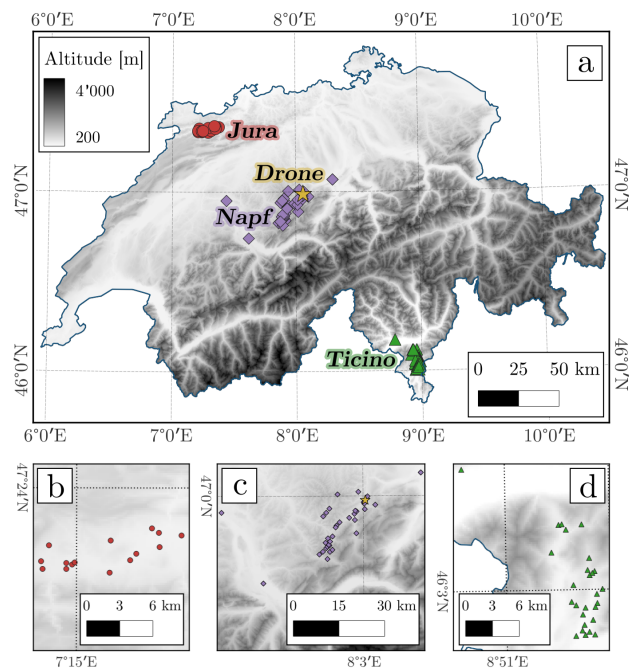 6°0′E 7°0′E 8°0′E 9°0′E 10°0′E
Altitude [m]
4'000
200
a
Jura
Drone
47°0′N
47°0′N
Napf
Ticino
46°0′N
46°0′N
0 25 50 km
6°0′E 7°0′E 8°0′E 9°0′E 10°0′E
b
47°24′N
0 3 6 km
7°15′E
c
47°0′N
0 15 30 km
8°3′E
d
46°3′N
0 3 6 km
8°51′E